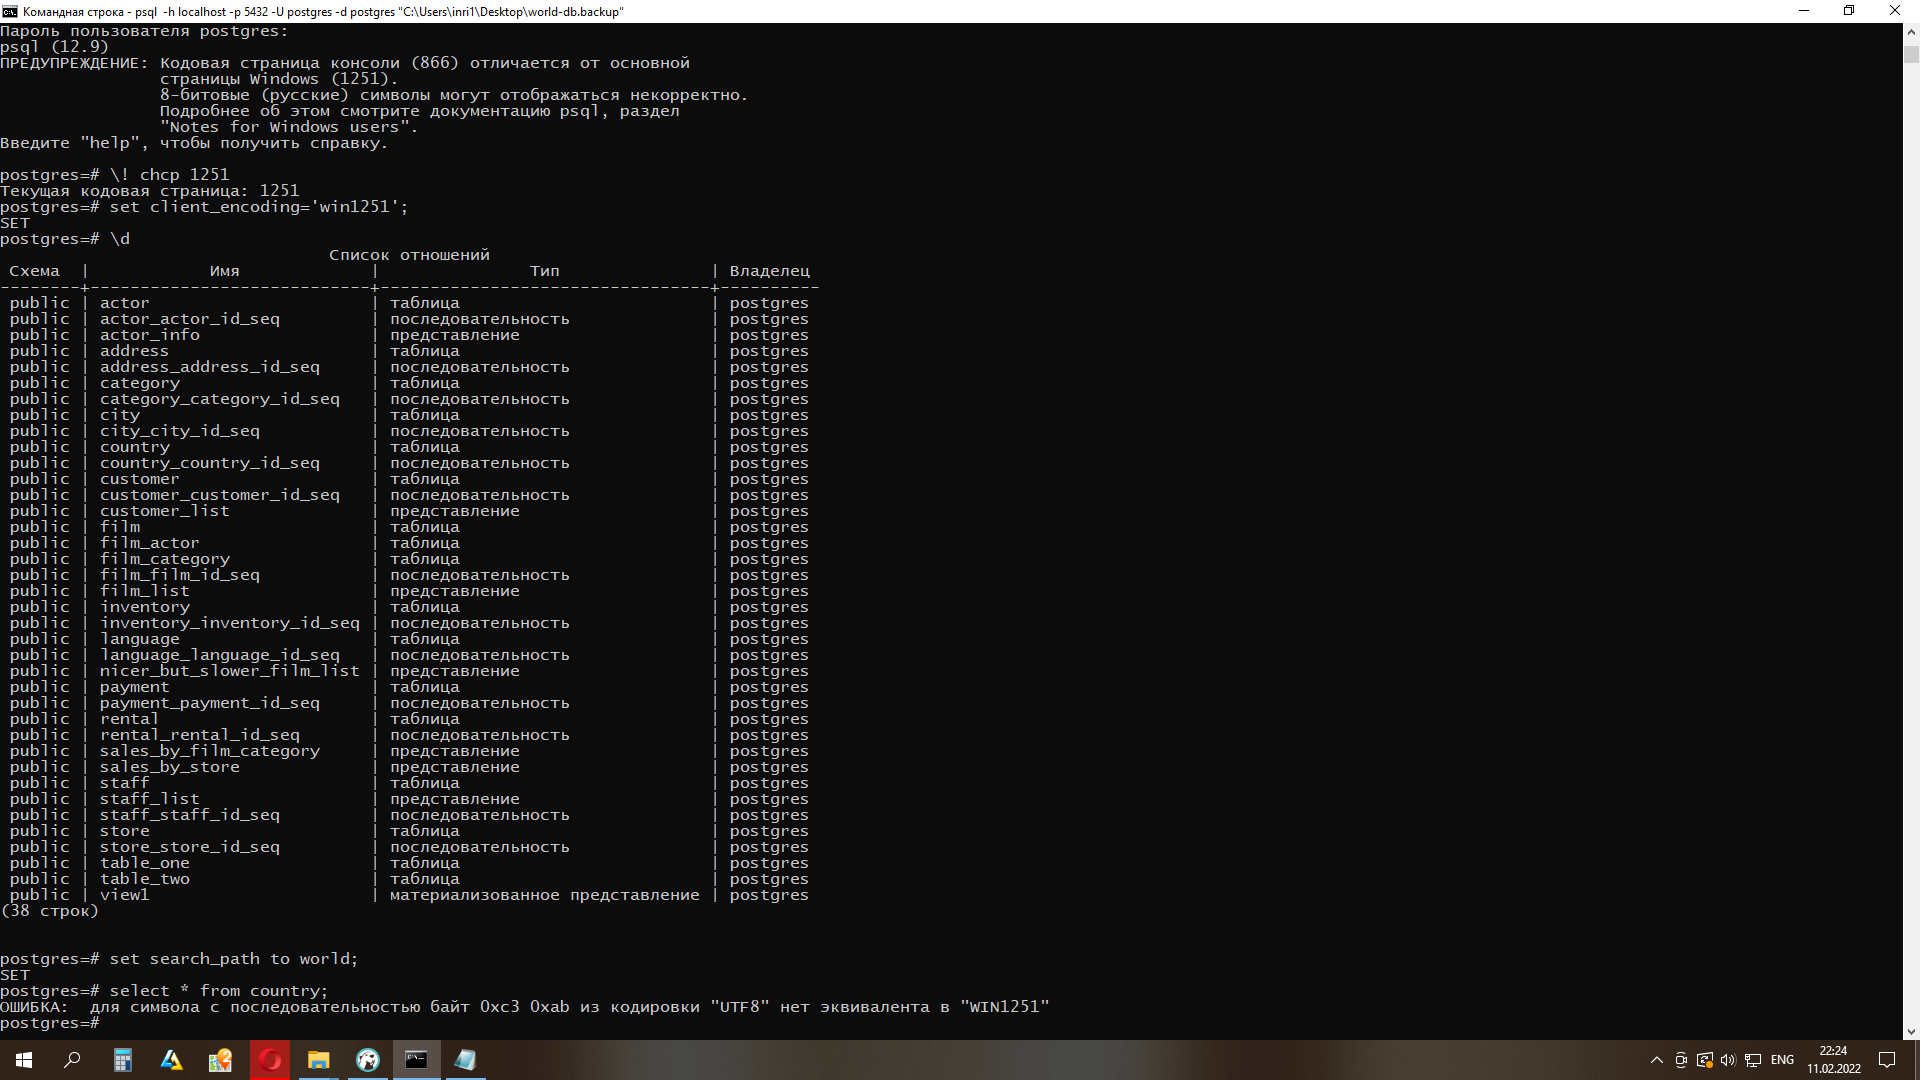 Командная строка - psql  -h localhost -p 5432 -U postgres -d postgres "C:\Users\inri1\Desktop\world-db.backup"
Пароль пользователя postgres:
psql (12.9)
ПРЕДУПРЕЖДЕНИЕ: Кодовая страница консоли (866) отличается от основной
                страницы Windows (1251).
                8-битовые (русские) символы могут отображаться некорректно.
                Подробнее об этом смотрите документацию psql, раздел
                "Notes for Windows users".
Введите "help", чтобы получить справку.
postgres=# \! chcp 1251
Текущая кодовая страница: 1251
postgres=# set client_encoding='win1251';
SET
postgres=# \d
                                 Список отношений
 Схема  |            Имя             |               Тип               | Владелец
--------+----------------------------+---------------------------------+----------
 public | actor                      | таблица                         | postgres
 public | actor_actor_id_seq         | последовательность              | postgres
 public | actor_info                 | представление                   | postgres
 public | address                    | таблица                         | postgres
 public | address_address_id_seq     | последовательность              | postgres
 public | category                   | таблица                         | postgres
 public | category_category_id_seq   | последовательность              | postgres
 public | city                       | таблица                         | postgres
 public | city_city_id_seq           | последовательность              | postgres
 public | country                    | таблица                         | postgres
 public | country_country_id_seq     | последовательность              | postgres
 public | customer                   | таблица                         | postgres
 public | customer_customer_id_seq   | последовательность              | postgres
 public | customer_list              | представление                   | postgres
 public | film                       | таблица                         | postgres
 public | film_actor                 | таблица                         | postgres
 public | film_category              | таблица                         | postgres
 public | film_film_id_seq           | последовательность              | postgres
 public | film_list                  | представление                   | postgres
 public | inventory                  | таблица                         | postgres
 public | inventory_inventory_id_seq | последовательность              | postgres
 public | language                   | таблица                         | postgres
 public | language_language_id_seq   | последовательность              | postgres
 public | nicer_but_slower_film_list | представление                   | postgres
 public | payment                    | таблица                         | postgres
 public | payment_payment_id_seq     | последовательность              | postgres
 public | rental                     | таблица                         | postgres
 public | rental_rental_id_seq       | последовательность              | postgres
 public | sales_by_film_category     | представление                   | postgres
 public | sales_by_store             | представление                   | postgres
 public | staff                      | таблица                         | postgres
 public | staff_list                 | представление                   | postgres
 public | staff_staff_id_seq         | последовательность              | postgres
 public | store                      | таблица                         | postgres
 public | store_store_id_seq         | последовательность              | postgres
 public | table_one                  | таблица                         | postgres
 public | table_two                  | таблица                         | postgres
 public | view1                      | материализованное представление | postgres
(38 строк)
postgres=# set search_path to world;
SET
postgres=# select * from country;
ОШИБКА:  для символа с последовательностью байт 0xc3 0xab из кодировки "UTF8" нет эквивалента в "WIN1251"
postgres=#
ENG
22:24
11.02.2022